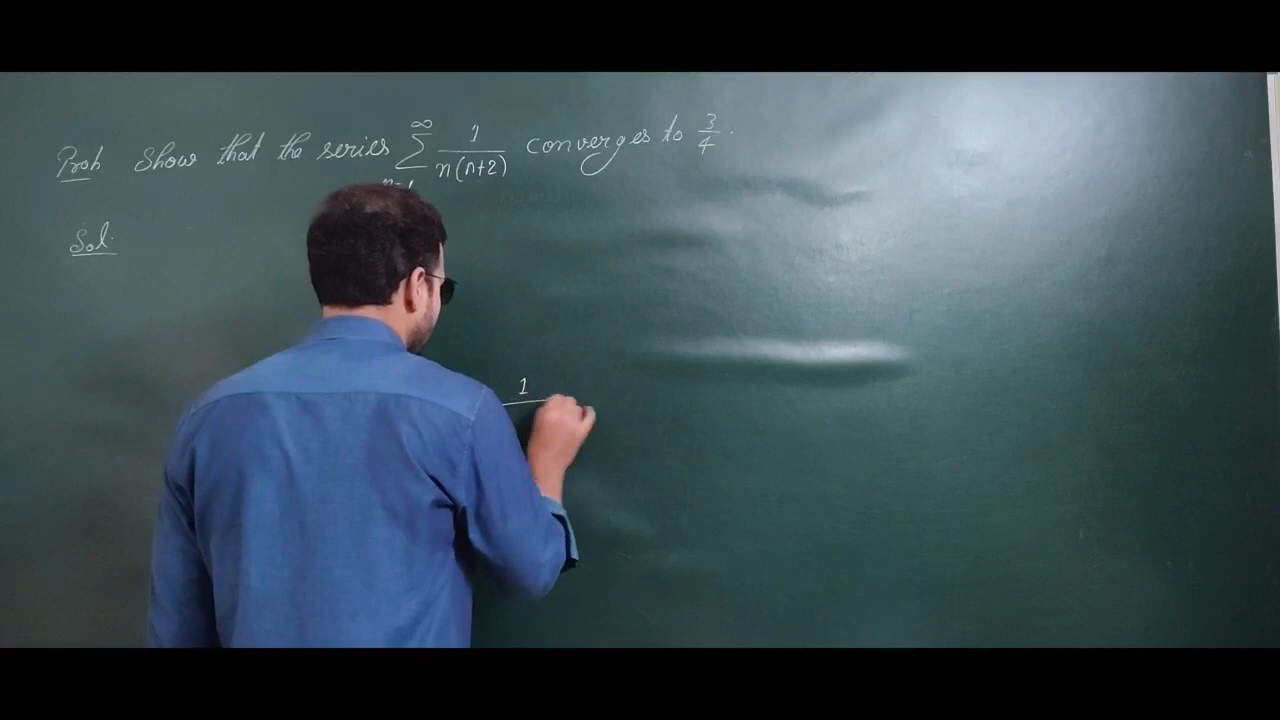 Prob Show that the series ∞∑n=1 1/n(n+2) converges to 3/4.
Sol.
1